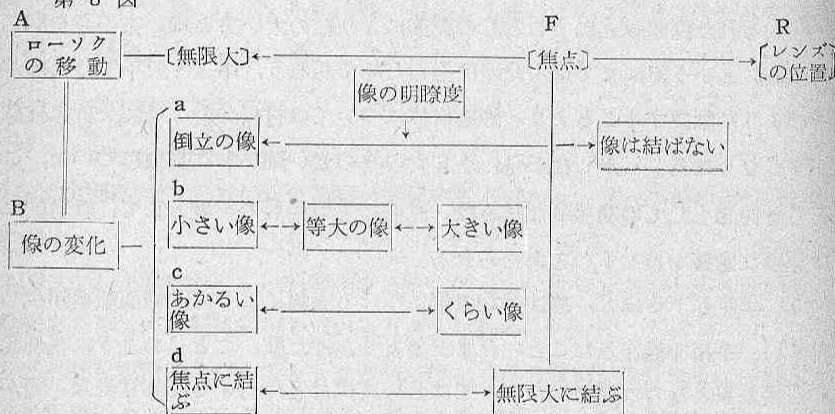 第 図
A
F
R
ローソク
の移動
〔無限大〕
〔焦点〕
〔レンズ
の位置〕
像の明瞭度
a
倒立の像
像は結ばない
b
小さい像
等大の像
大きい像
B
像の変化
c
あかるい
像
くらい像
d
焦点に結
ぶ
無限大に結ぶ